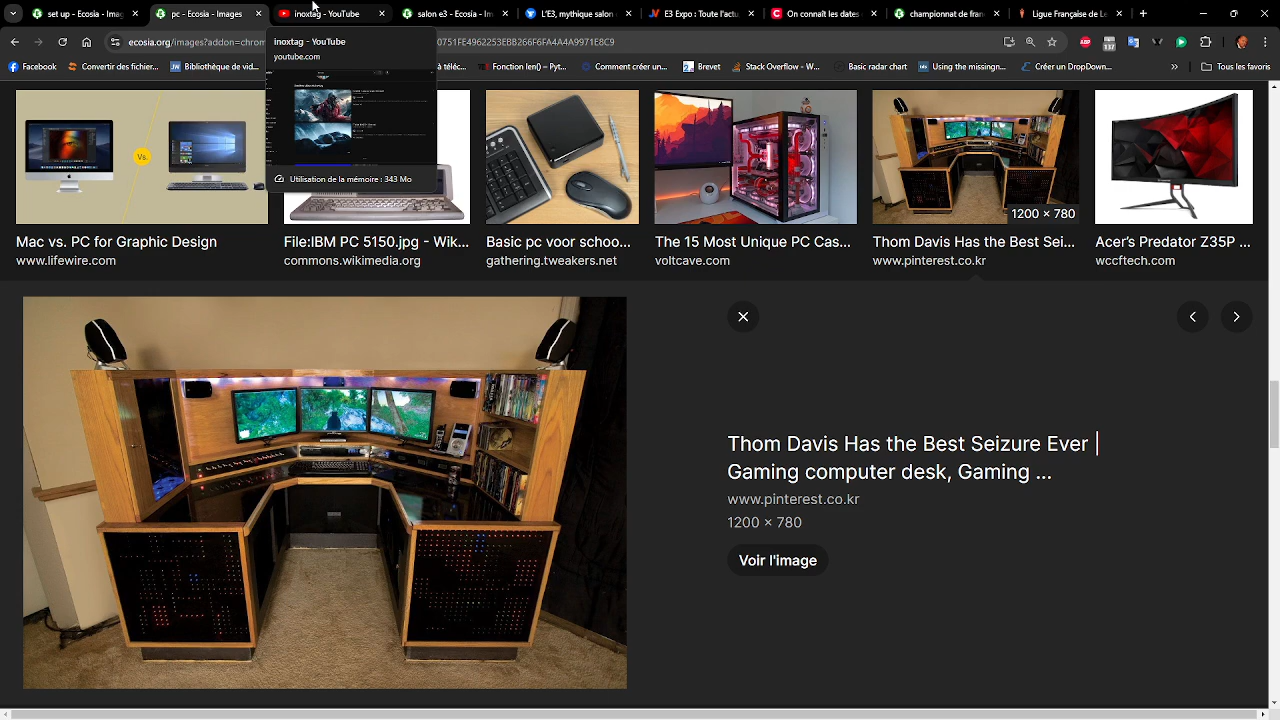 set up - Ecosia - Imag
pc - Ecosia - Images
inoxtag - YouTube
salon e3 - Ecosia - Im
L'E3, mythique salon
E3 Expo : Toute l'actu
On connaît les dates
championnat de fran
Ligue Française de L
ecosia.org/images?addon=chrom
0751FE4962253EBB266F6FA4A4A9971E8C9
137
inoxtag - YouTube
youtube.com
Facebook
Convertir des fichier...
Bibliothèque de vid...
à téléc...
Fonction len() – Pyt...
Comment créer un...
Brevet
Stack Overflow - W...
Basic radar chart
Using the missingn...
Créer un DropDown...
»
Tous les favoris
Vs.
Utilisation de la mémoire : 343 Mo
1200 × 780
Mac vs. PC for Graphic Design
www.lifewire.com
File:IBM PC 5150.jpg - Wik...
commons.wikimedia.org
Basic pc voor schoo...
gathering.tweakers.net
The 15 Most Unique PC Cas...
voltcave.com
Thom Davis Has the Best Sei...
www.pinterest.co.kr
Acer's Predator Z35P ...
wccftech.com
Thom Davis Has the Best Seizure Ever |
Gaming computer desk, Gaming ...
www.pinterest.co.kr
1200 × 780
Voir l'image